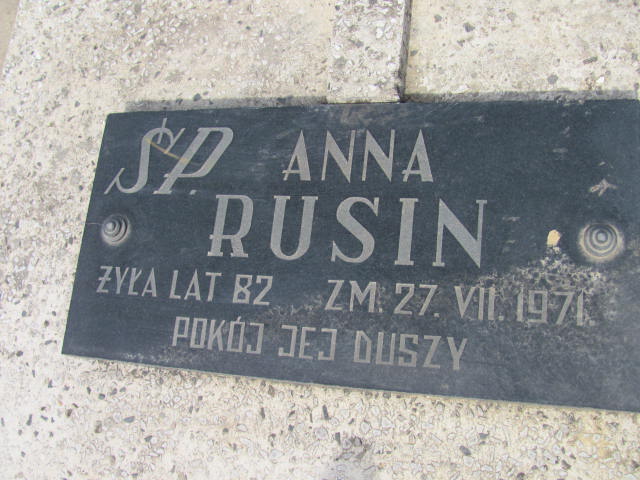 ŚP. ANNA
RUSIN
ŻYŁA LAT 82 ZM. 27. VII. 1971.
POKÓJ JEJ DUSZY